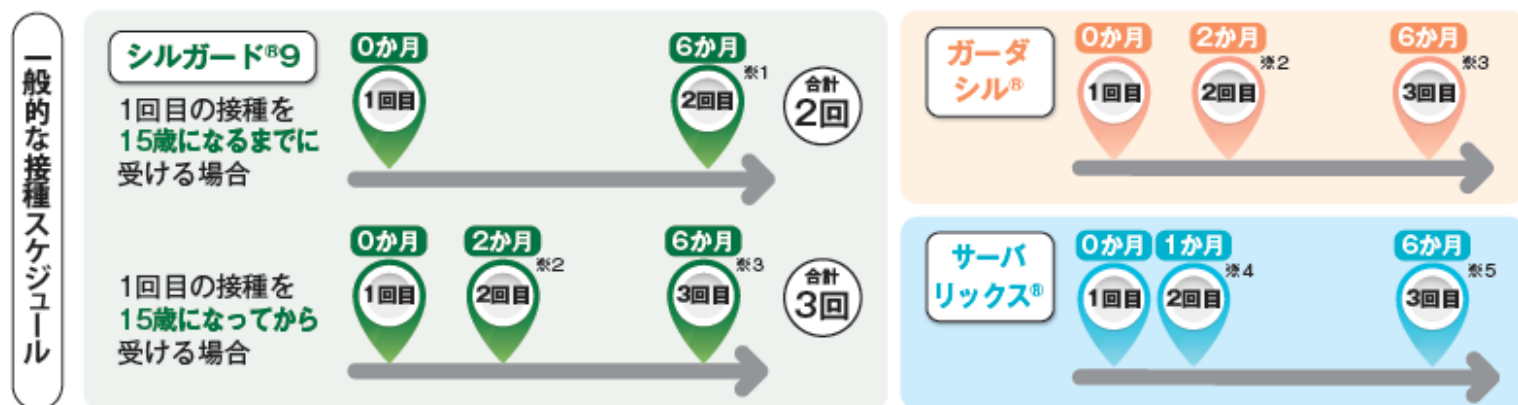 一般的な接種スケジュール
シルガード®9
1回目の接種を
15歳になるまでに
受ける場合
0か月
1回目
6か月
※1
2回目
合計
2回
1回目の接種を
15歳になってから
受ける場合
0か月
1回目
2か月
※2
2回目
6か月
※3
3回目
合計
3回
ガーダ
シル®
0か月
1回目
2か月
※2
2回目
6か月
※3
3回目
サーバ
リックス®
0か月
1回目
1か月
※4
2回目
6か月
※5
3回目